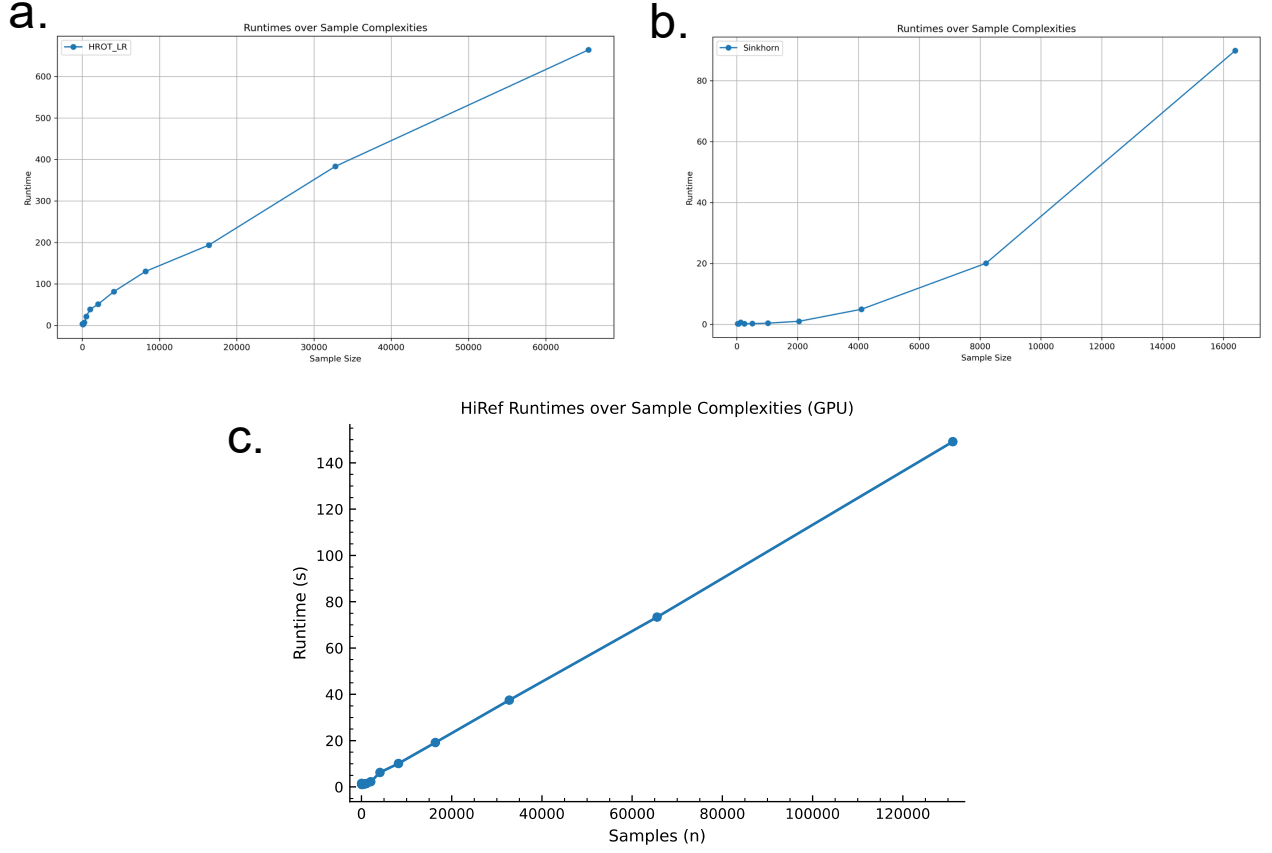 a.
Runtimes over Sample Complexities
HROT_LR
600
500
400
300
200
100
0
Runtime
0 10000 20000 30000 40000 50000 60000
Sample Size
b.
Runtimes over Sample Complexities
Sinkhorn
80
60
40
20
0
Runtime
0 2000 4000 6000 8000 10000 12000 14000 16000
Sample Size
c.
HiRef Runtimes over Sample Complexities (GPU)
140
120
100
80
60
40
20
0
Runtime (s)
0 20000 40000 60000 80000 100000 120000
Samples (n)